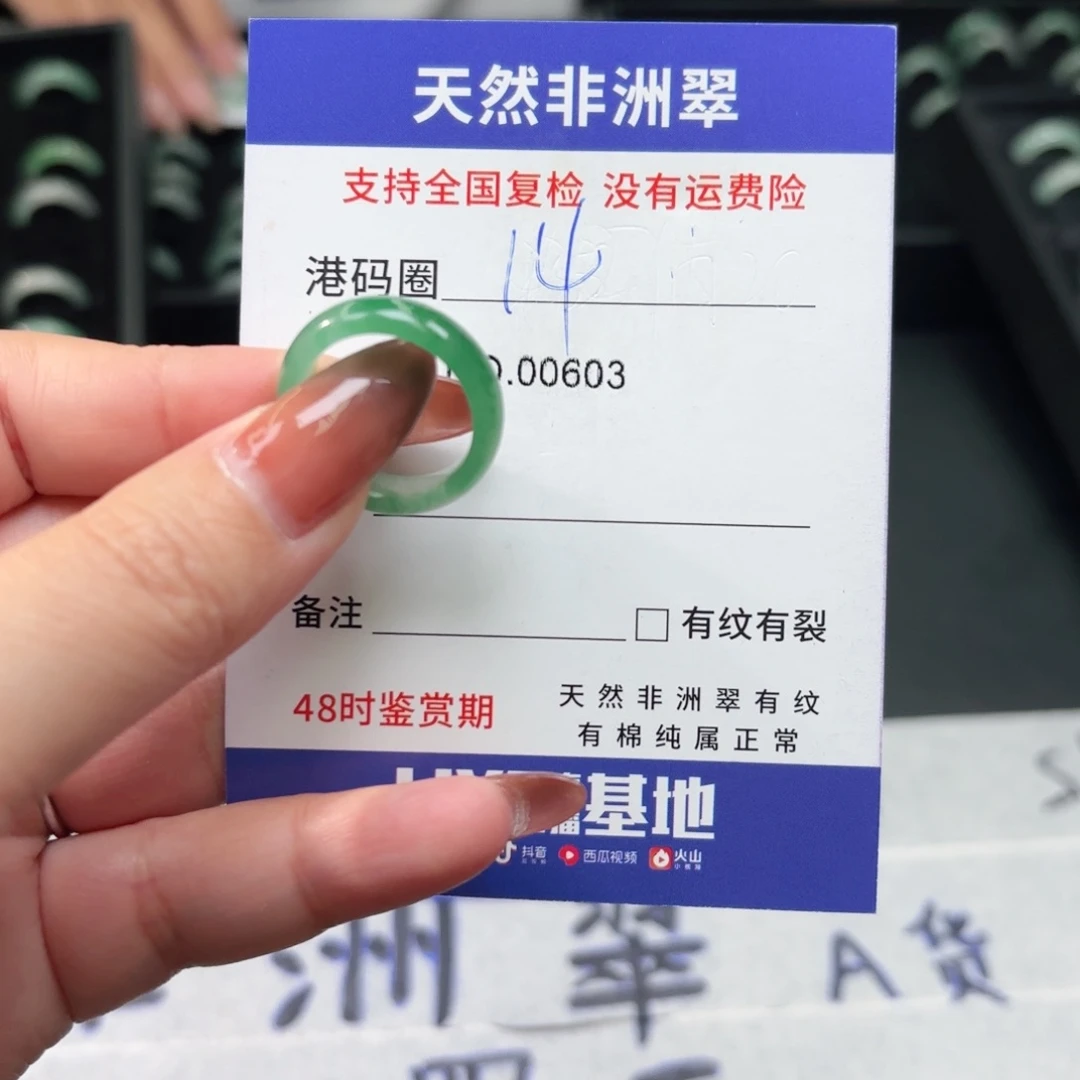 天然非洲翠
支持全国复检 没有运费险
港码圈 14
.00603
备注 有纹有裂
48时鉴赏期
天然非洲翠有纹
有棉纯属正常
基地
抖音 西瓜视频 火山
洲翠 A货